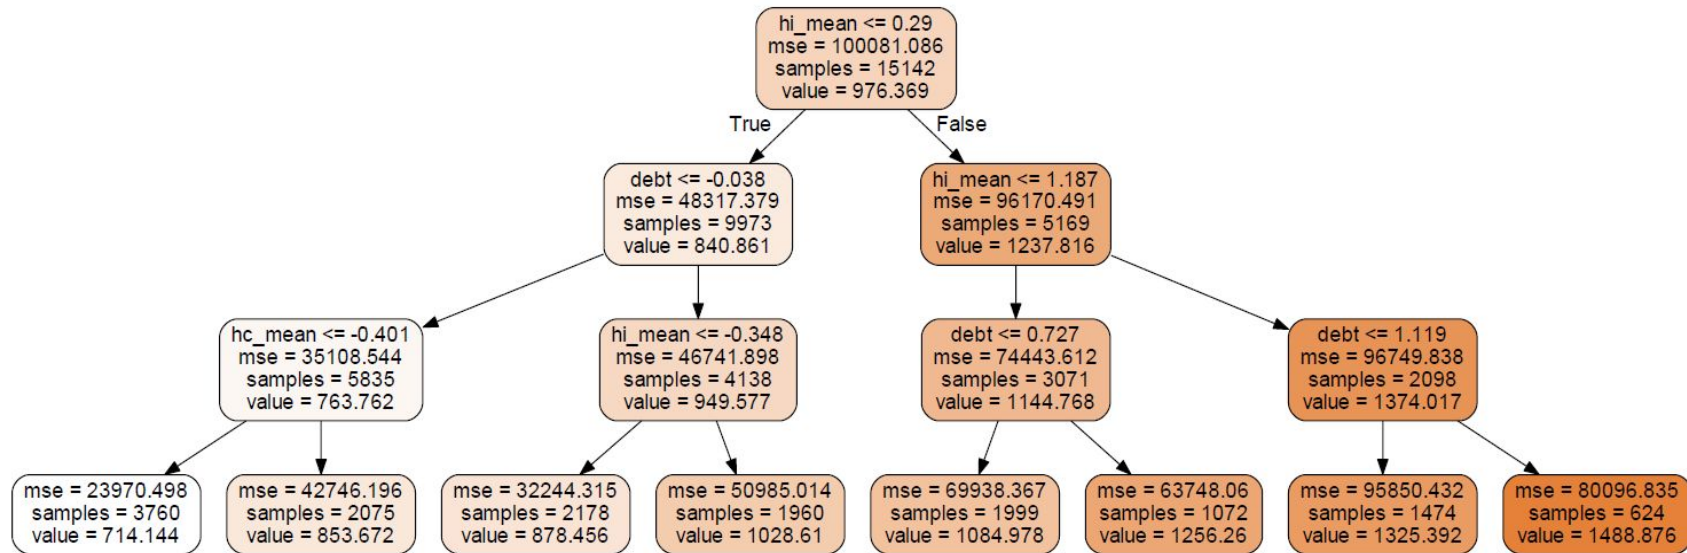 hi_mean <= 0.29
mse = 100081.086
samples = 15142
value = 976.369
True
False
debt <= -0.038
mse = 48317.379
samples = 9973
value = 840.861
hi_mean <= 1.187
mse = 96170.491
samples = 5169
value = 1237.816
hc_mean <= -0.401
mse = 35108.544
samples = 5835
value = 763.762
hi_mean <= -0.348
mse = 46741.898
samples = 4138
value = 949.577
debt <= 0.727
mse = 74443.612
samples = 3071
value = 1144.768
debt <= 1.119
mse = 96749.838
samples = 2098
value = 1374.017
mse = 23970.498
samples = 3760
value = 714.144
mse = 42746.196
samples = 2075
value = 853.672
mse = 32244.315
samples = 2178
value = 878.456
mse = 50985.014
samples = 1960
value = 1028.61
mse = 69938.367
samples = 1999
value = 1084.978
mse = 63748.06
samples = 1072
value = 1256.26
mse = 95850.432
samples = 1474
value = 1325.392
mse = 80096.835
samples = 624
value = 1488.876